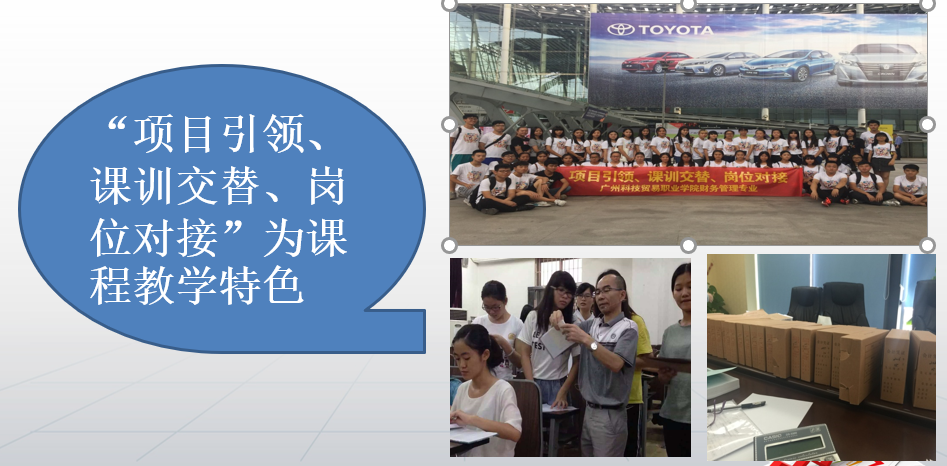 “项目引领、
课训交替、岗
位对接”为课
程教学特色
TOYOTA
项目引领、课训交替、岗位对接
广州科技贸易职业学院财务管理专业
CASIO